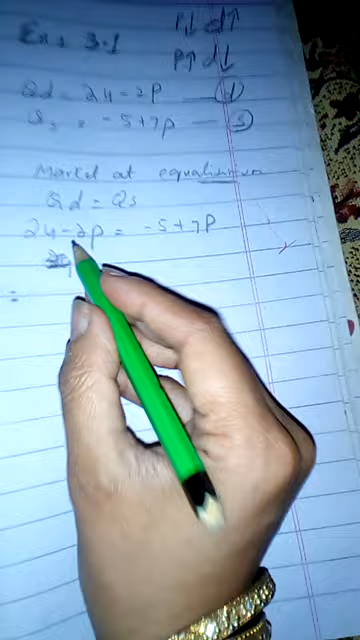 Ex # 3.1
P↓ d↑
P↑ d↓
Qd = 24 - 2P — (1)
Qs = -5 + 7P — (2)
Market at equalinum
Qd = Qs
24 - 2P = -5 + 7P
=